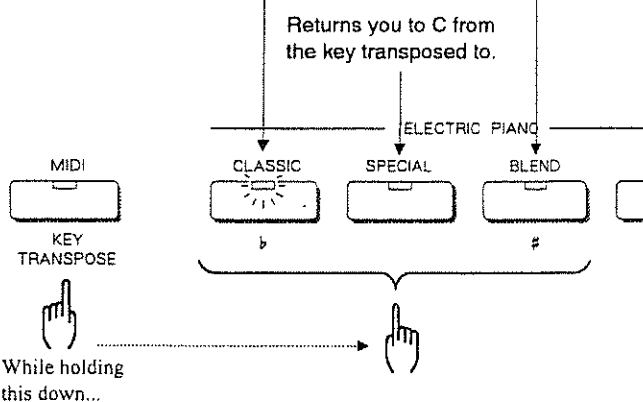 Returns you to C from
the key transposed to.
ELECTRIC PIANO
MIDI
CLASSIC
SPECIAL
BLEND
KEY
TRANSPOSE
♭
♯
While holding
this down...